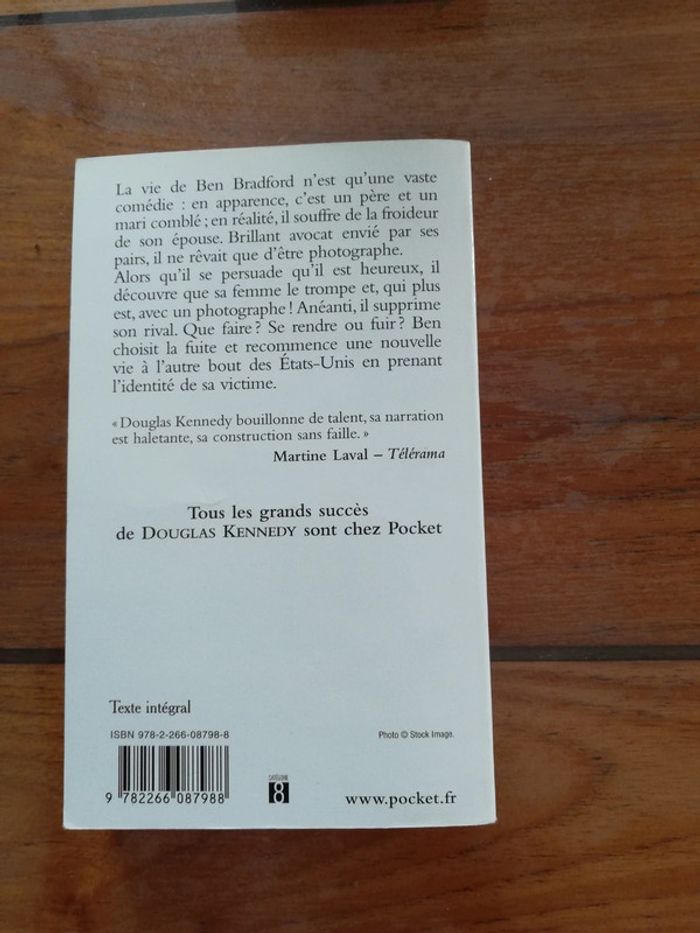 La vie de Ben Bradford n'est qu'une vaste
comédie : en apparence, c'est un père et un
mari comblé ; en réalité, il souffre de la froideur
de son épouse. Brillant avocat envié par ses
pairs, il ne rêvait que d'être photographe.
Alors qu'il se persuade qu'il est heureux, il
découvre que sa femme le trompe et, qui plus
est, avec un photographe ! Anéanti, il supprime
son rival. Que faire ? Se rendre ou fuir ? Ben
choisit la fuite et recommence une nouvelle
vie à l'autre bout des États-Unis en prenant
l'identité de sa victime.
« Douglas Kennedy bouillonne de talent, sa narration
est haletante, sa construction sans faille. »
Martine Laval – Télérama
Tous les grands succès
de DOUGLAS KENNEDY sont chez Pocket
Texte intégral
ISBN 978-2-266-08798-8
Photo © Stock Image.
CATÉGORIE
8
9 782266 087988
www.pocket.fr